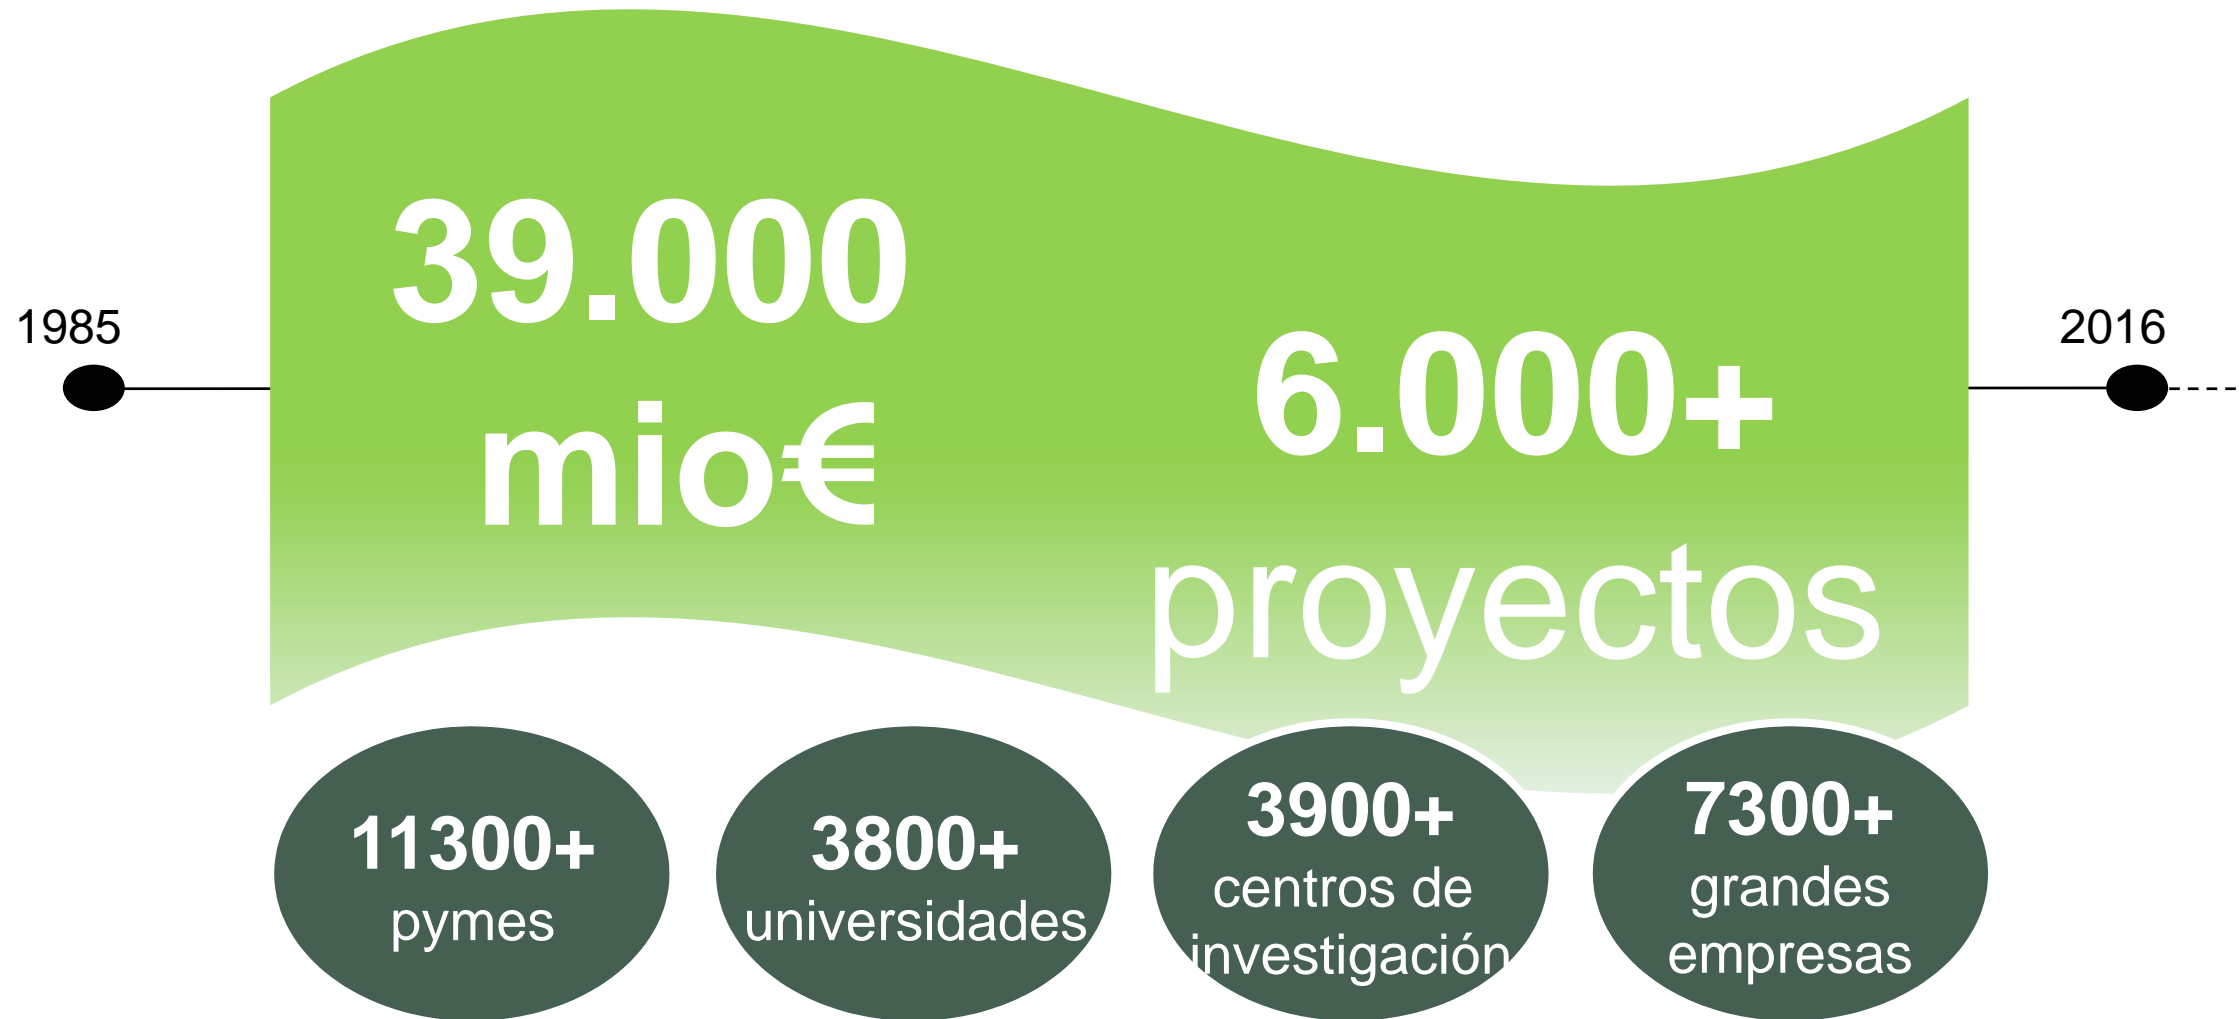 1985
39.000
mio€
6.000+
proyectos
2016
11300+
pymes
3800+
universidades
3900+
centros de
investigación
7300+
grandes
empresas